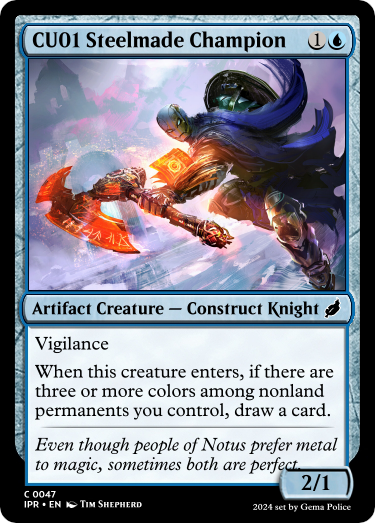 CU01 Steelmade Champion 1
Artifact Creature — Construct Knight
Vigilance
When this creature enters, if there are
three or more colors among nonland
permanents you control, draw a card.
Even though people of Notus prefer metal
to magic, sometimes both are perfect.
2/1
C 0047
IPR • EN Tim Shepherd
2024 set by Gema Police